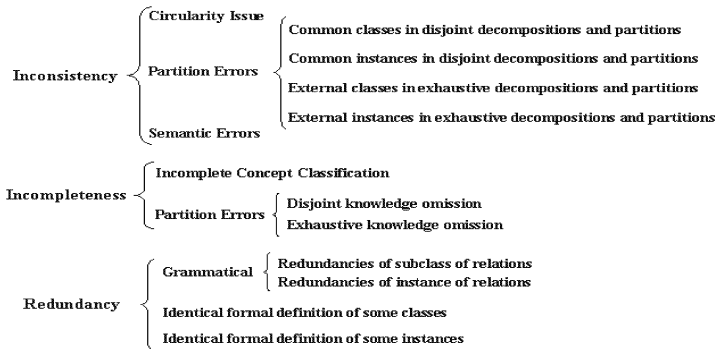 Circularity Issue
Common classes in disjoint decompositions and partitions
Common instances in disjoint decompositions and partitions
Inconsistency
Partition Errors
External classes in exhaustive decompositions and partitions
External instances in exhaustive decompositions and partitions
Semantic Errors
Incomplete Concept Classification
Incompleteness
Disjoint knowledge omission
Partition Errors
Exhaustive knowledge omission
Redundancies of subclass of relations
Grammatical
Redundancies of instance of relations
Redundancy
Identical formal definition of some classes
Identical formal definition of some instances